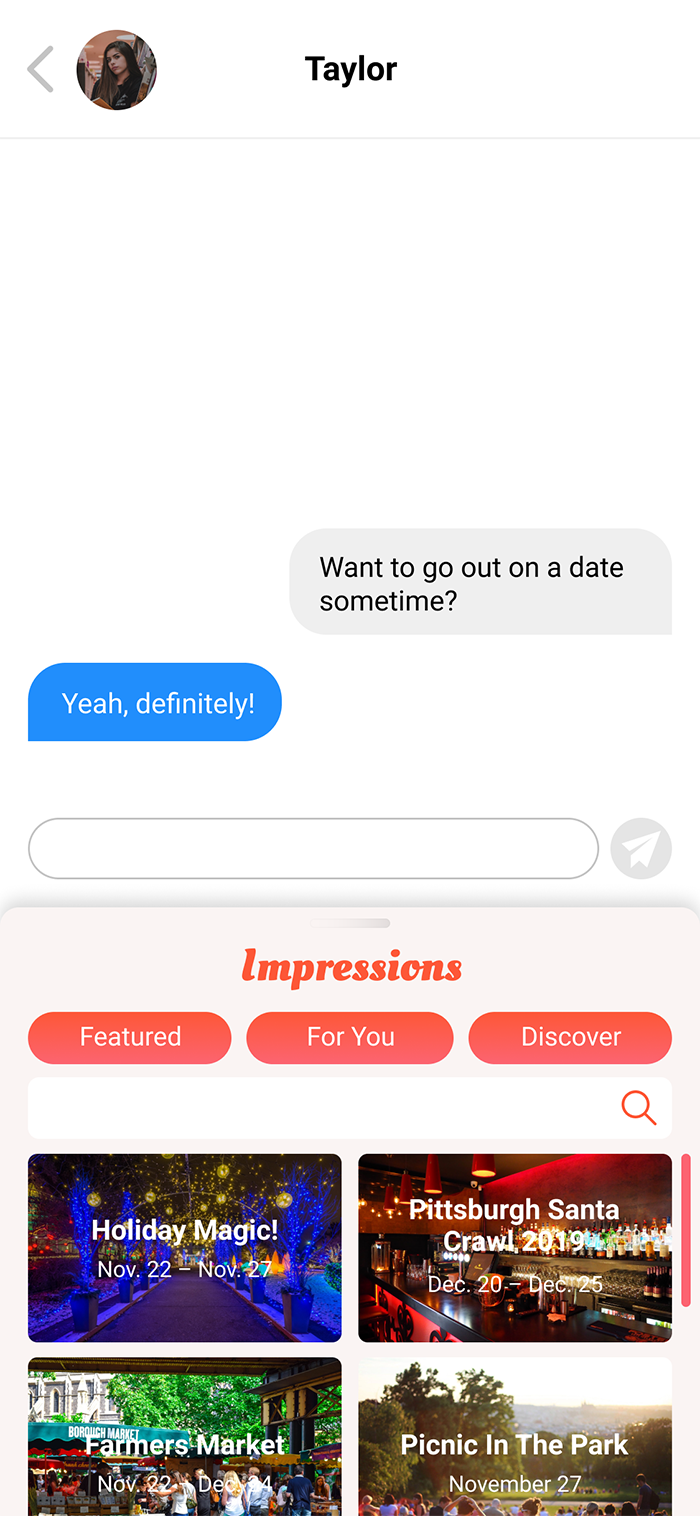 Taylor
Want to go out on a date
sometime?
Yeah, definitely!
Impressions
Featured
For You
Discover
Holiday Magic!
Nov. 22 – Nov. 27
Pittsburgh Santa
Crawl 2019
Dec. 20 – Dec. 25
BOROUGH MARKET
Farmers Market
Nov. 22 – Dec. 24
Picnic In The Park
November 27